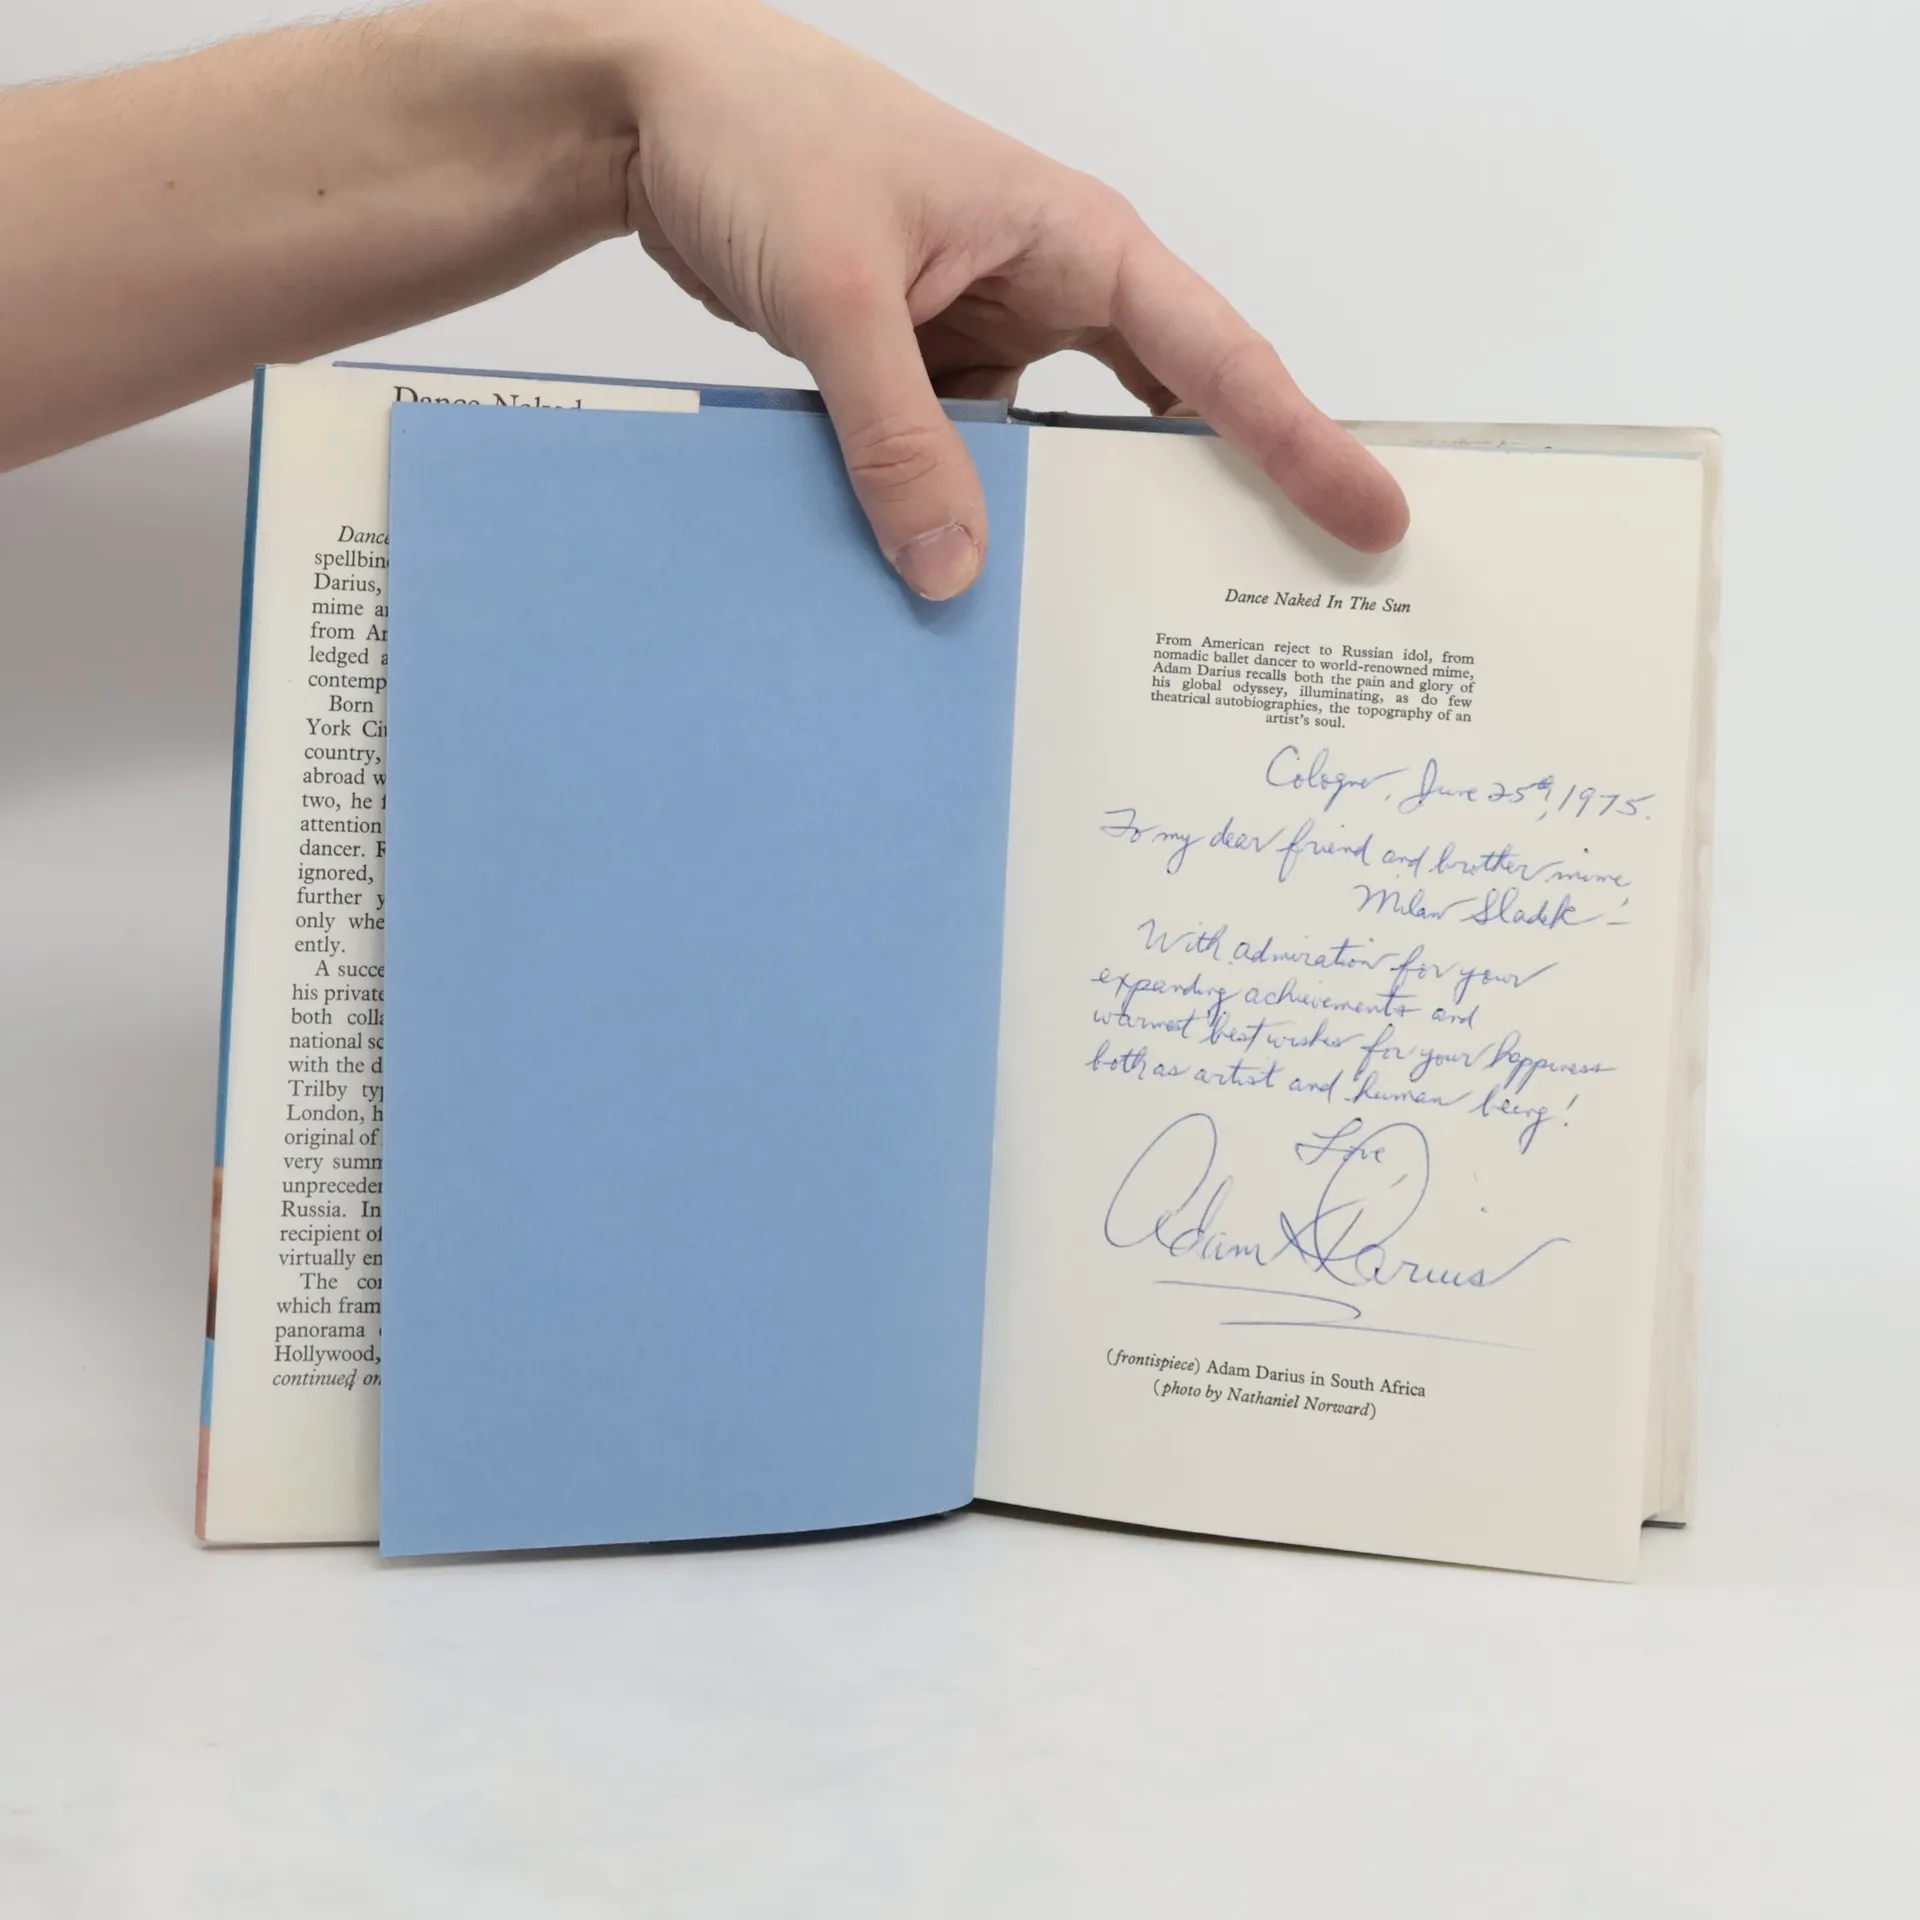 Dance Naked
Dance
spellbin
Darius,
mime a
from A
ledged a
contemp
Born
York Ci
country,
abroad w
two, he f
attention
dancer. R
ignored,
further y
only whe
ently.
A succe
his private
both colla
national sc
with the d
Trilby typ
London, h
original of
very summ
unpreceden
Russia. In
recipient of
virtually en
The con
which fram
panorama
Hollywood,
continued on
Dance Naked In The Sun
From American reject to Russian idol, from
nomadic ballet dancer to world-renowned mime,
Adam Darius recalls both the pain and glory of
his global odyssey, illuminating, as do few
theatrical autobiographies, the topography of an
artist's soul.
Cologne, June 25th, 1975.
To my dear friend and brother mime
Milan Sladek –
With admiration for your
expanding achievements and
warmest best wishes for your happiness
both as artist and human being!
Love,
Adam Darius
(frontispiece) Adam Darius in South Africa
(photo by Nathaniel Norward)